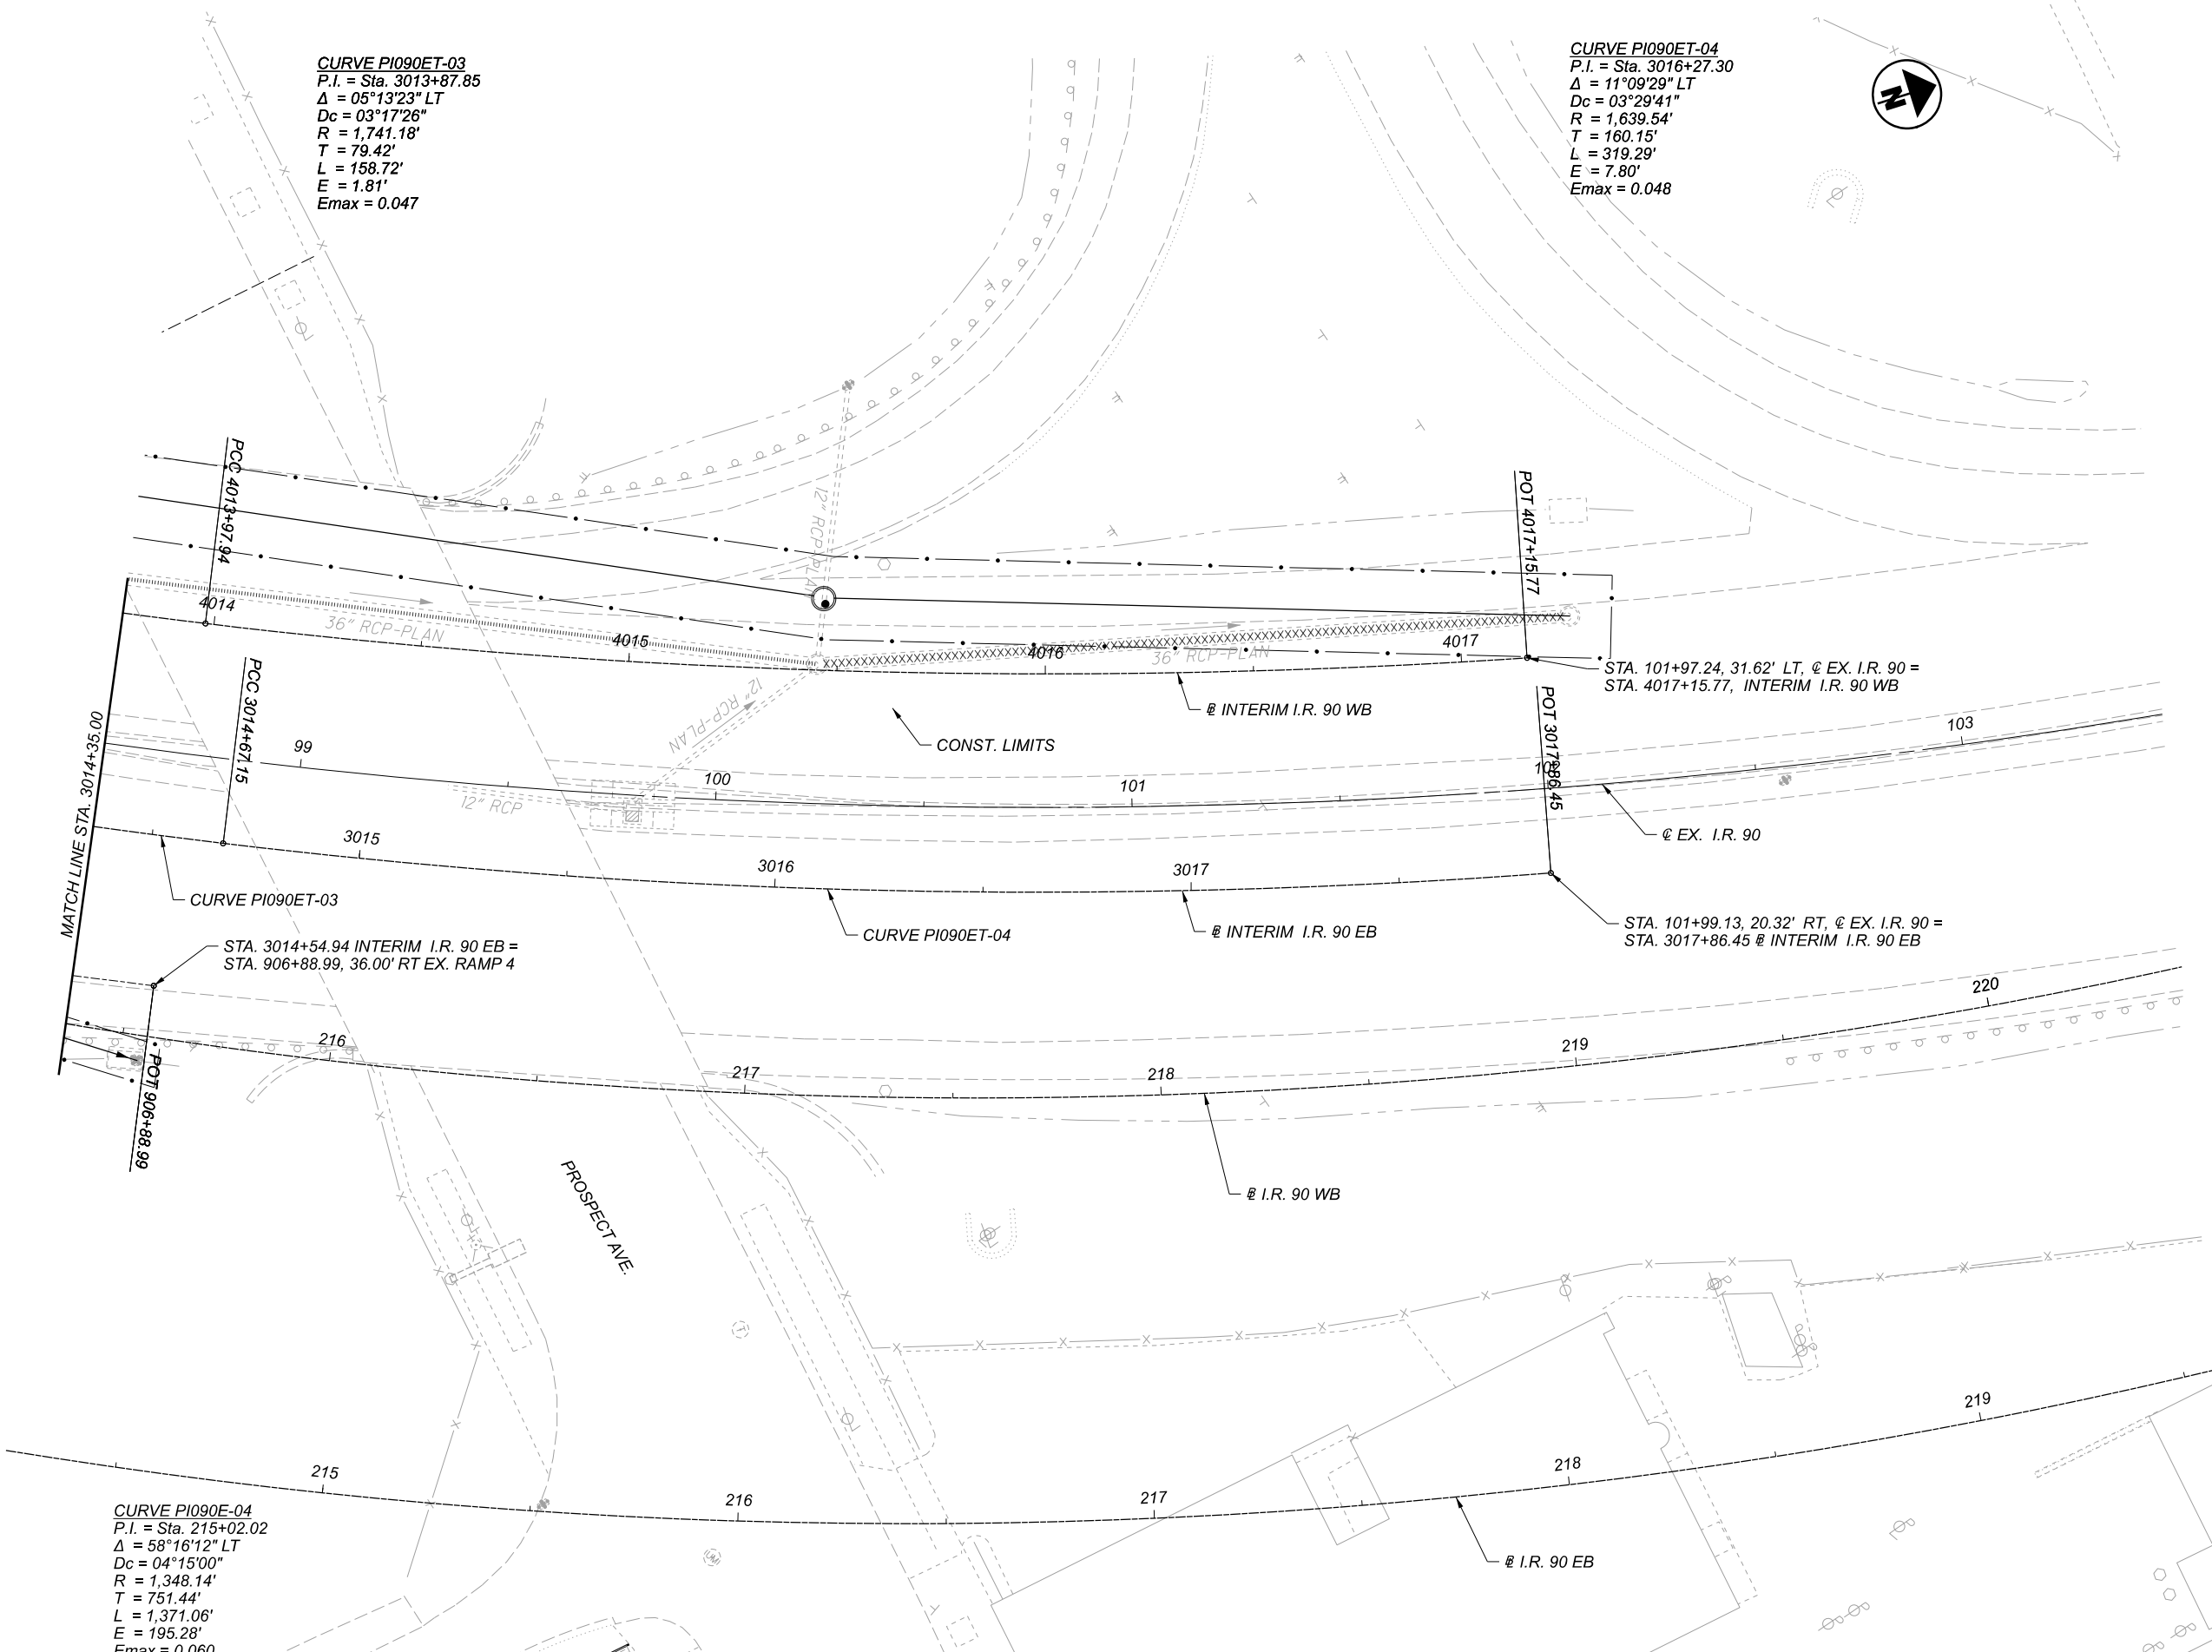 CURVE PI090ET-03
P.I. = Sta. 3013+87.85
Δ = 05°13'23" LT
Dc = 03°17'26"
R = 1,741.18'
T = 79.42'
L = 158.72'
E = 1.81'
Emax = 0.047
CURVE PI090ET-04
P.I. = Sta. 3016+27.30
Δ = 11°09'29" LT
Dc = 03°29'41"
R = 1,639.54'
T = 160.15'
L = 319.29'
E = 7.80'
Emax = 0.048
N
PCC 4013+97.94
12" RCP-PLAN
POT 4017+15.77
4014
36" RCP-PLAN
4015
4016
36" RCP-PLAN
4017
STA. 101+97.24, 31.62' LT, ℄ EX. I.R. 90 =
STA. 4017+15.77, INTERIM I.R. 90 WB
PCC 3014+67.15
12" RCP-PLAN
POT 3017+86.45
INTERIM I.R. 90 WB
CONST. LIMITS
MATCH LINE STA. 3014+35.00
99
100
101
102
103
12" RCP
℄ EX. I.R. 90
3015
3016
3017
CURVE PI090ET-03
CURVE PI090ET-04
INTERIM I.R. 90 EB
STA. 101+99.13, 20.32' RT, ℄ EX. I.R. 90 =
STA. 3017+86.45 INTERIM I.R. 90 EB
STA. 3014+54.94 INTERIM I.R. 90 EB =
STA. 906+88.99, 36.00' RT EX. RAMP 4
POT 906+88.99
216
217
218
219
220
I.R. 90 WB
PROSPECT AVE.
T
UM
215
216
217
218
219
I.R. 90 EB
CURVE PI090E-04
P.I. = Sta. 215+02.02
Δ = 58°16'12" LT
Dc = 04°15'00"
R = 1,348.14'
T = 751.44'
L = 1,371.06'
E = 195.28'
Emax = 0.060